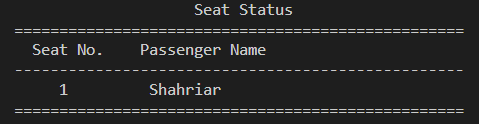 Seat Status
==================================================
Seat No. Passenger Name
--------------------------------------------------
1 Shahriar
==================================================